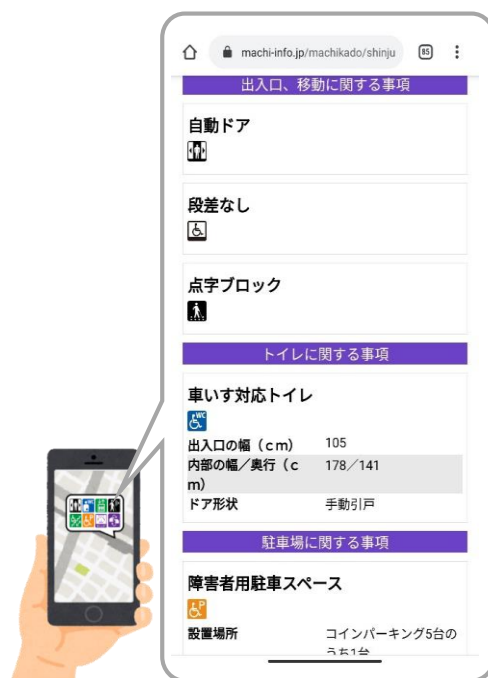 machi-info.jp/machikado/shinju
85
出入口、移動に関する事項
自動ドア
段差なし
点字ブロック
トイレに関する事項
車いす対応トイレ
WC
出入口の幅（ｃｍ） 105
内部の幅／奥行（ｃ 178／141
ｍ）
ドア形状 手動引戸
駐車場に関する事項
障害者用駐車スペース
P
設置場所 コインパーキング5台の
うち1台